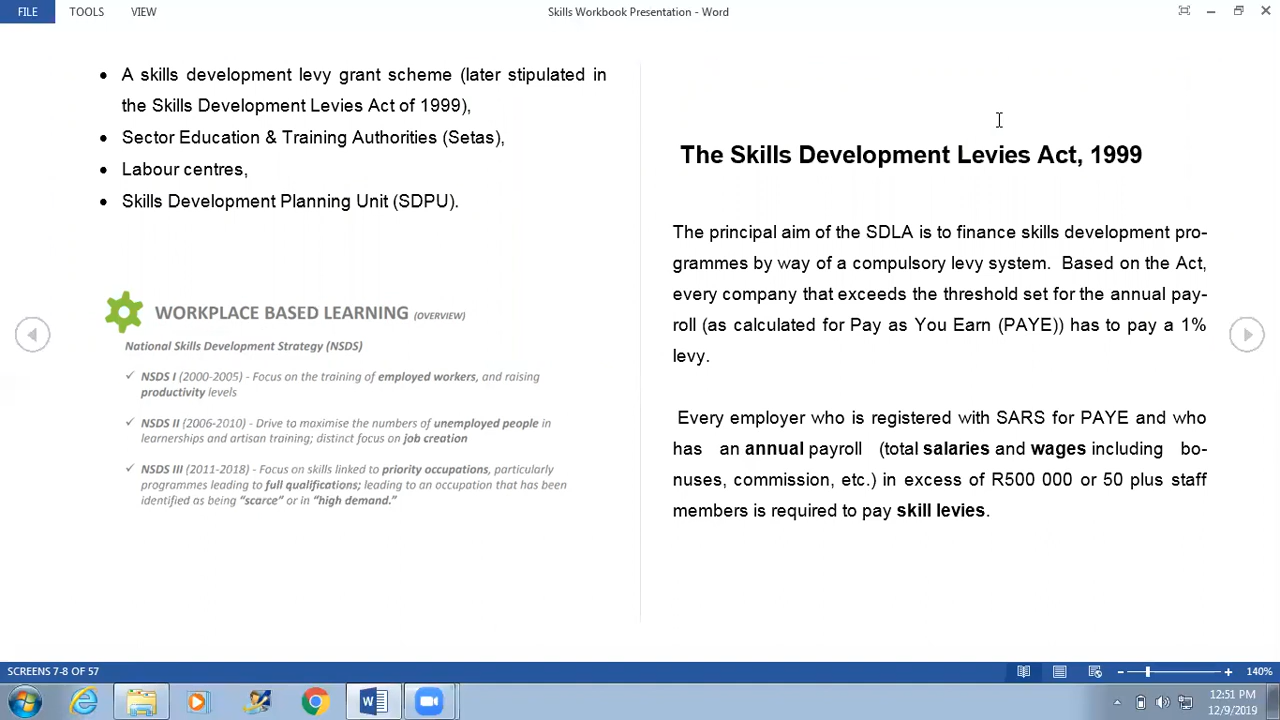 FILE TOOLS VIEW Skills Workbook Presentation - Word
• A skills development levy grant scheme (later stipulated in
the Skills Development Levies Act of 1999),
• Sector Education & Training Authorities (Setas),
• Labour centres,
• Skills Development Planning Unit (SDPU).
WORKPLACE BASED LEARNING (OVERVIEW)
National Skills Development Strategy (NSDS)
✓ NSDS I (2000-2005) - Focus on the training of employed workers, and raising
productivity levels
✓ NSDS II (2006-2010) - Drive to maximise the numbers of unemployed people in
learnerships and artisan training; distinct focus on job creation
✓ NSDS III (2011-2018) - Focus on skills linked to priority occupations, particularly
programmes leading to full qualifications; leading to an occupation that has been
identified as being “scarce” or in “high demand.”
The Skills Development Levies Act, 1999
The principal aim of the SDLA is to finance skills development pro-
grammes by way of a compulsory levy system. Based on the Act,
every company that exceeds the threshold set for the annual pay-
roll (as calculated for Pay as You Earn (PAYE)) has to pay a 1%
levy.
Every employer who is registered with SARS for PAYE and who
has an annual payroll (total salaries and wages including bo-
nuses, commission, etc.) in excess of R500 000 or 50 plus staff
members is required to pay skill levies.
SCREENS 7-8 OF 57 140%
12:51 PM
12/9/2019